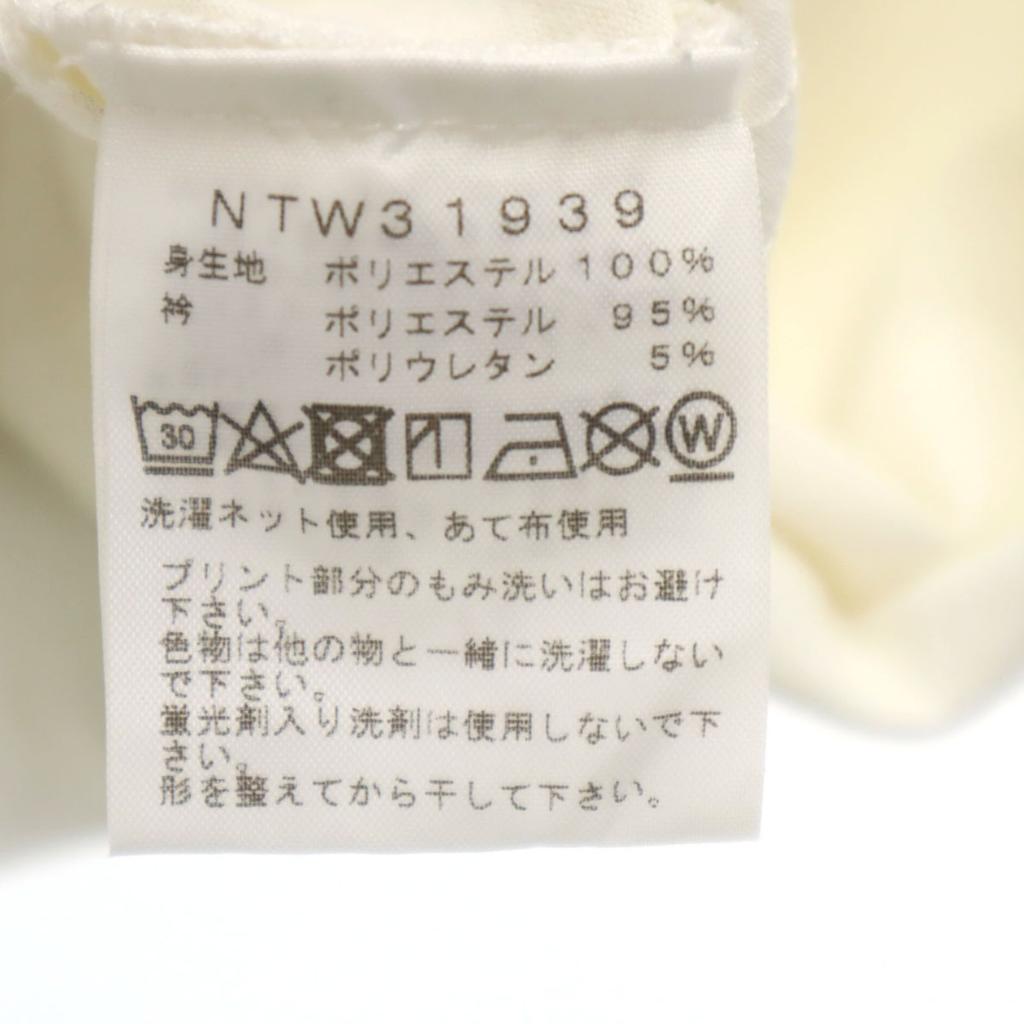 NTW31939
身生地 ポリエステル 100%
衿 ポリエステル 95%
ポリウレタン 5%
30 W
洗濯ネット使用、あて布使用
プリント部分のもみ洗いはお避け
下さい。
色物は他の物と一緒に洗濯しない
で下さい。
蛍光剤入り洗剤は使用しないで下
さい。
形を整えてから干して下さい。